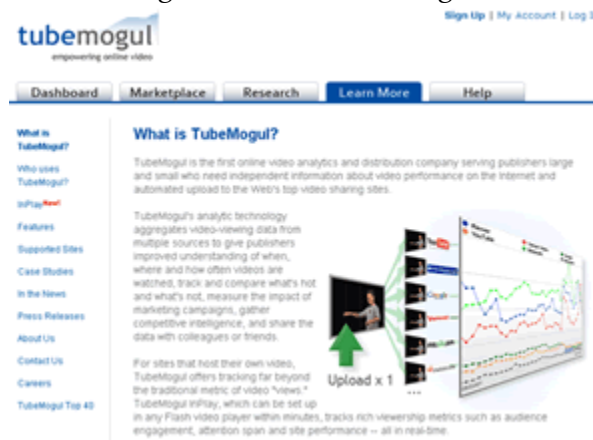 Sign Up | My Account | Log
tubemogul
empowering online video
Dashboard Marketplace Research Learn More Help
What is
TubeMogul?
Who uses
TubeMogul?
InPlay New!
Features
Supported Sites
Case Studies
In the News
Press Releases
About Us
Contact Us
Careers
TubeMogul Top 40
What is TubeMogul?
TubeMogul is the first online video analytics and distribution company serving publishers large
and small who need independent information about video performance on the Internet and
automated upload to the Web's top video sharing sites.
TubeMogul's analytic technology
aggregates video-viewing data from
multiple sources to give publishers
improved understanding of when,
where and how often videos are
watched, track and compare what's hot
and what's not, measure the impact of
marketing campaigns, gather
competitive intelligence, and share the
data with colleagues or friends.
For sites that host their own video,
TubeMogul offers tracking far beyond
the traditional metric of video "views."
TubeMogul InPlay, which can be set up
in any Flash video player within minutes, tracks rich viewership metrics such as audience
engagement, attention span and site performance -- all in real-time.
YouTube
Google
Upload x 1
...